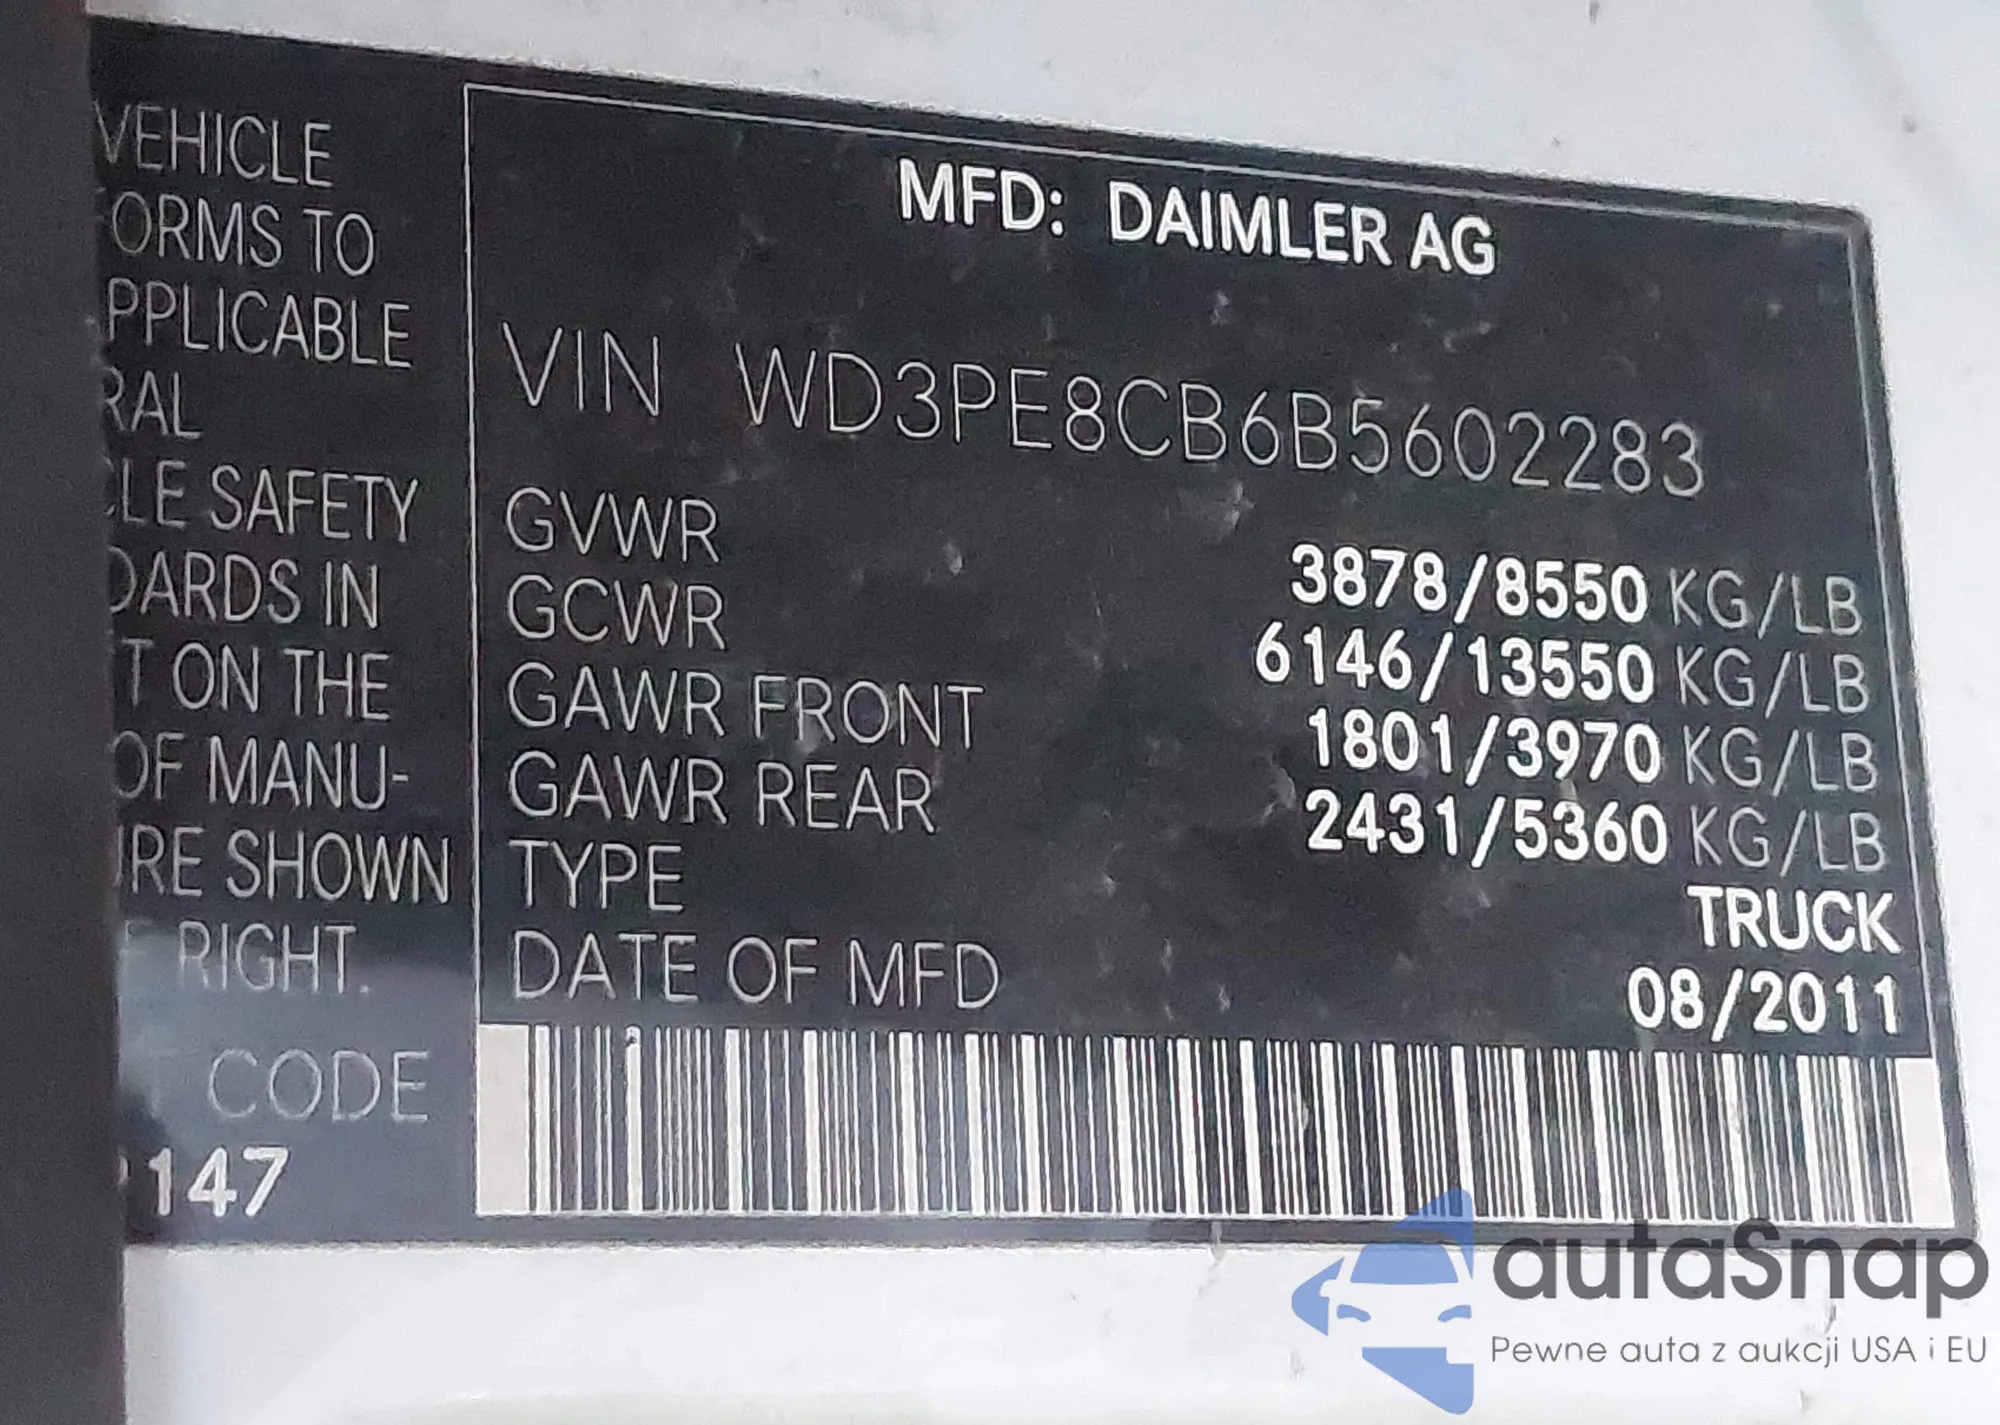 VEHICLE
ORMS TO
PPLICABLE
RAL
LE SAFETY
DARDS IN
T ON THE
OF MANU-
RE SHOWN
RIGHT.
CODE
147
MFD: DAIMLER AG
VIN WD3PE8CB6B5602283
GVWR 3878/8550 KG/LB
GCWR 6146/13550 KG/LB
GAWR FRONT 1801/3970 KG/LB
GAWR REAR 2431/5360 KG/LB
TYPE TRUCK
DATE OF MFD 08/2011
autaSnap
Pewne auta z aukcji USA i EU